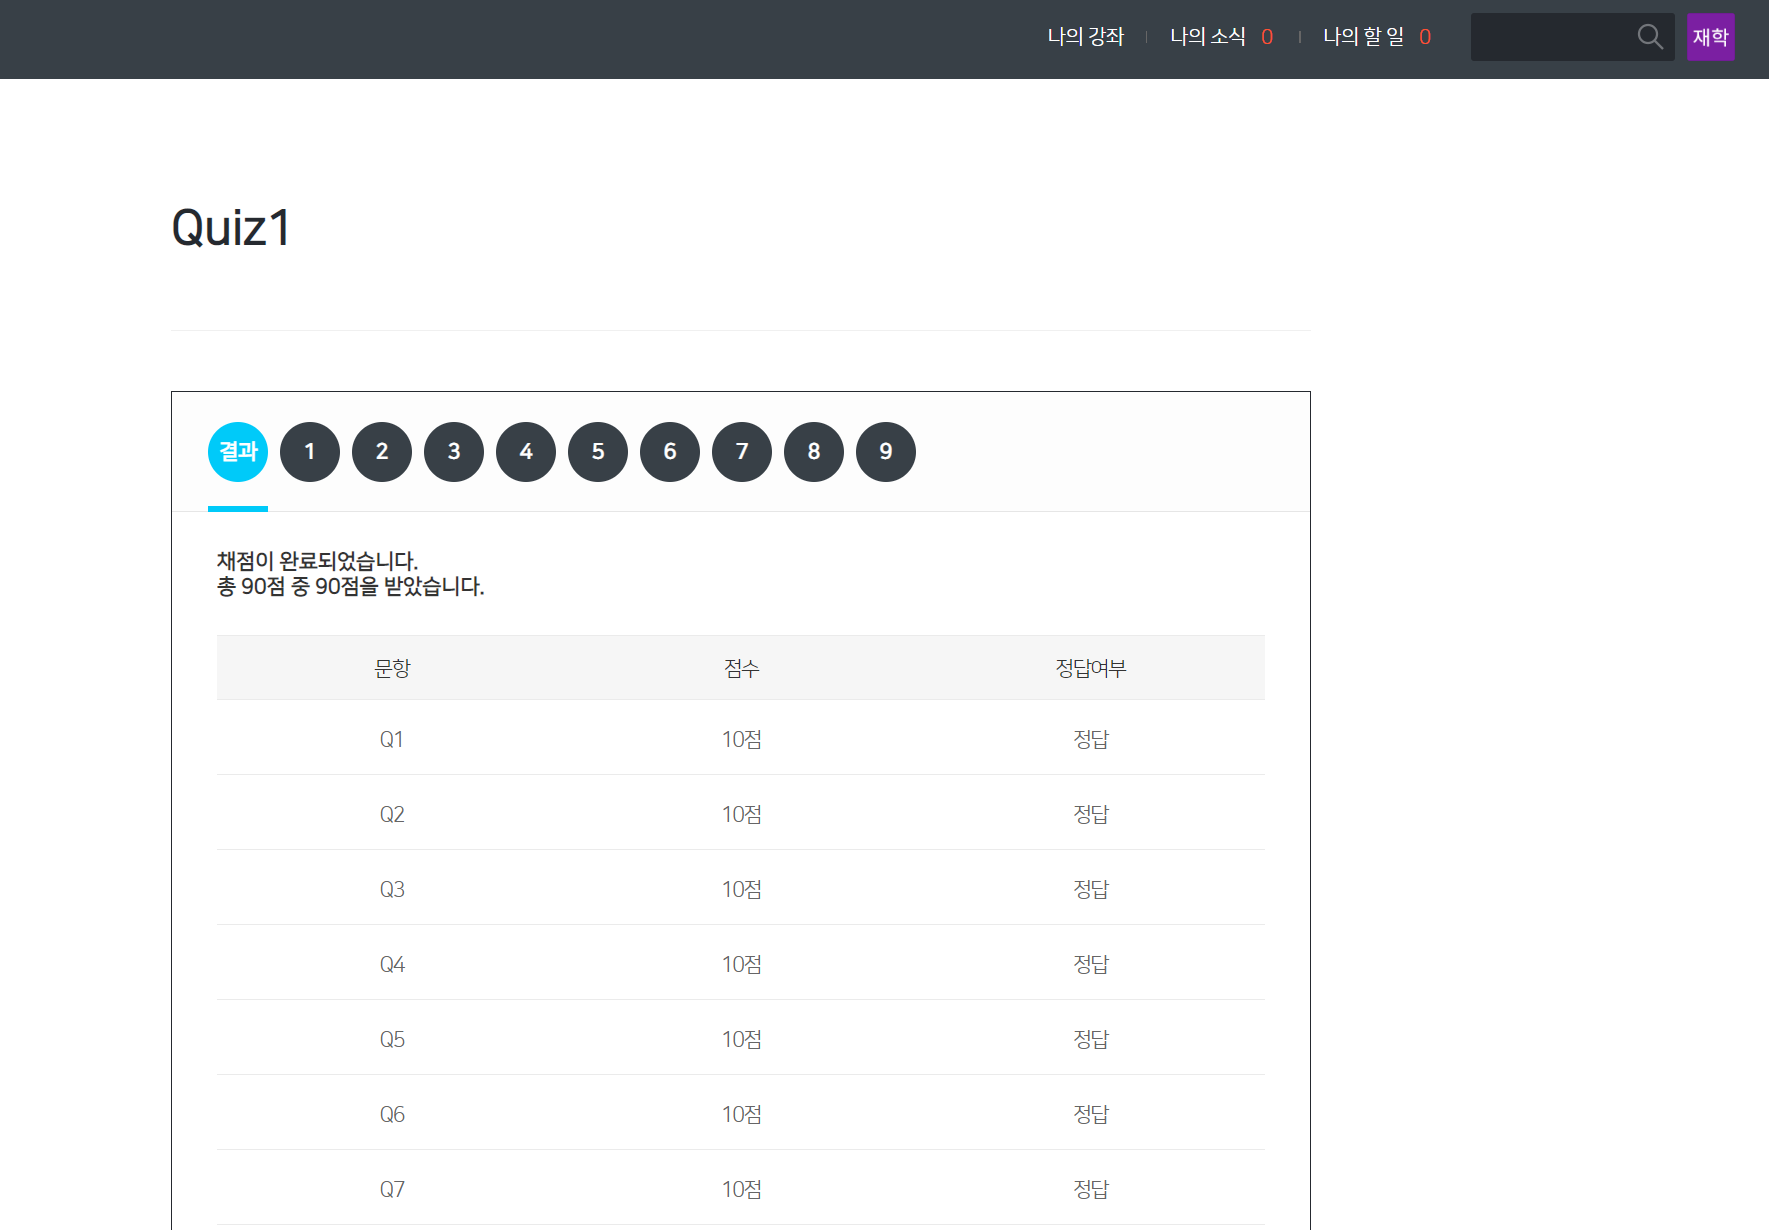 나의 강좌 나의 소식 0 나의 할 일 0 재학
Quiz1
결과 1 2 3 4 5 6 7 8 9
채점이 완료되었습니다.
총 90점 중 90점을 받았습니다.
문항 점수 정답여부
Q1 10점 정답
Q2 10점 정답
Q3 10점 정답
Q4 10점 정답
Q5 10점 정답
Q6 10점 정답
Q7 10점 정답